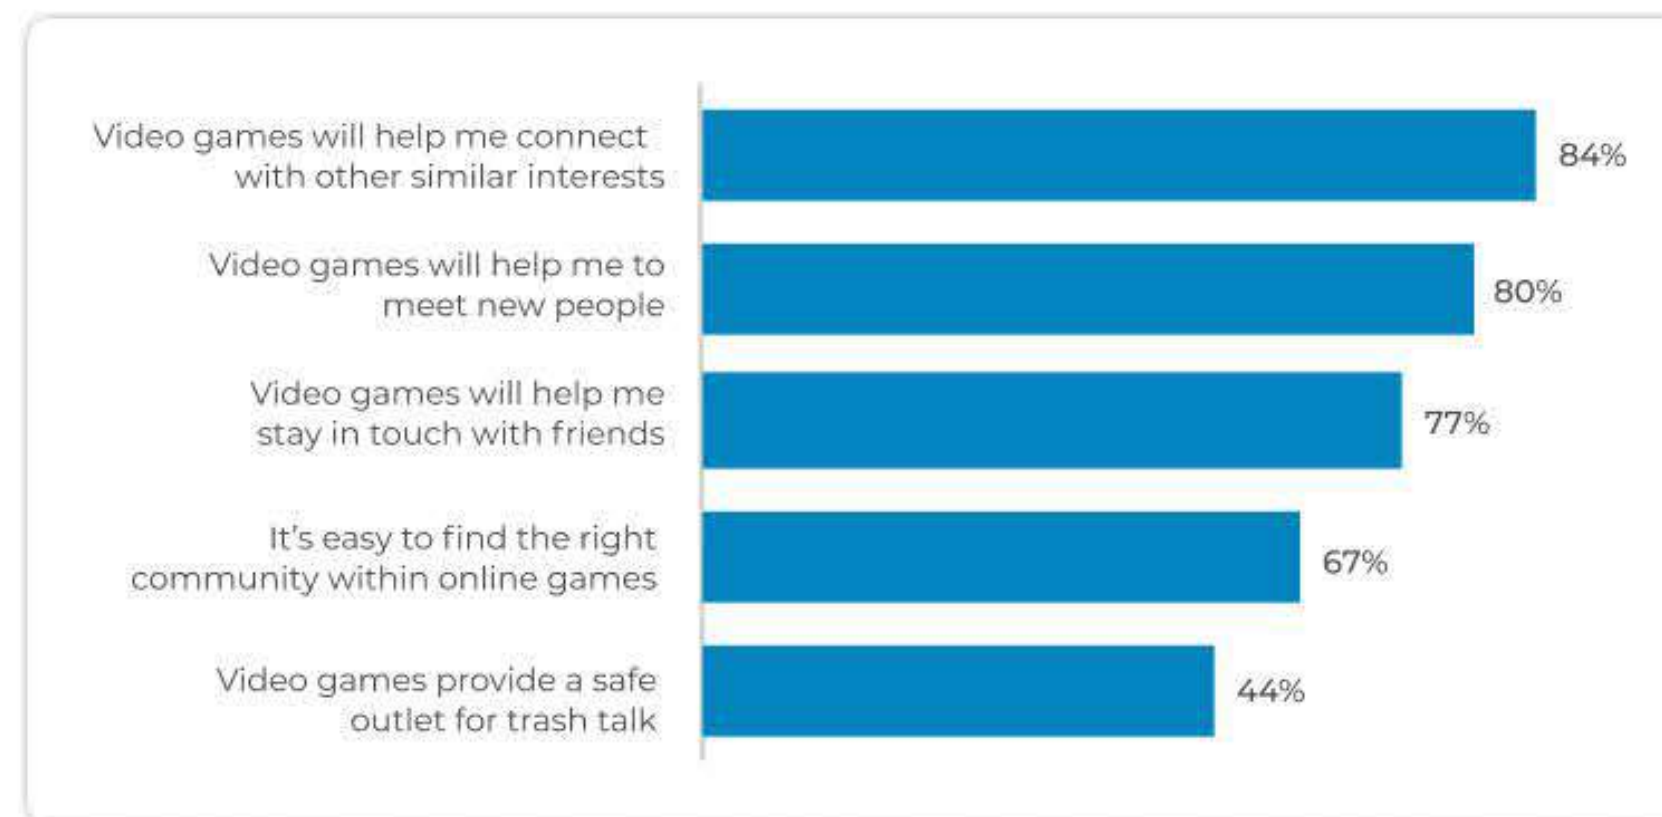 Video games will help me connect
with other similar interests
84%
Video games will help me to
meet new people
80%
Video games will help me
stay in touch with friends
77%
It's easy to find the right
community within online games
67%
Video games provide a safe
outlet for trash talk
44%